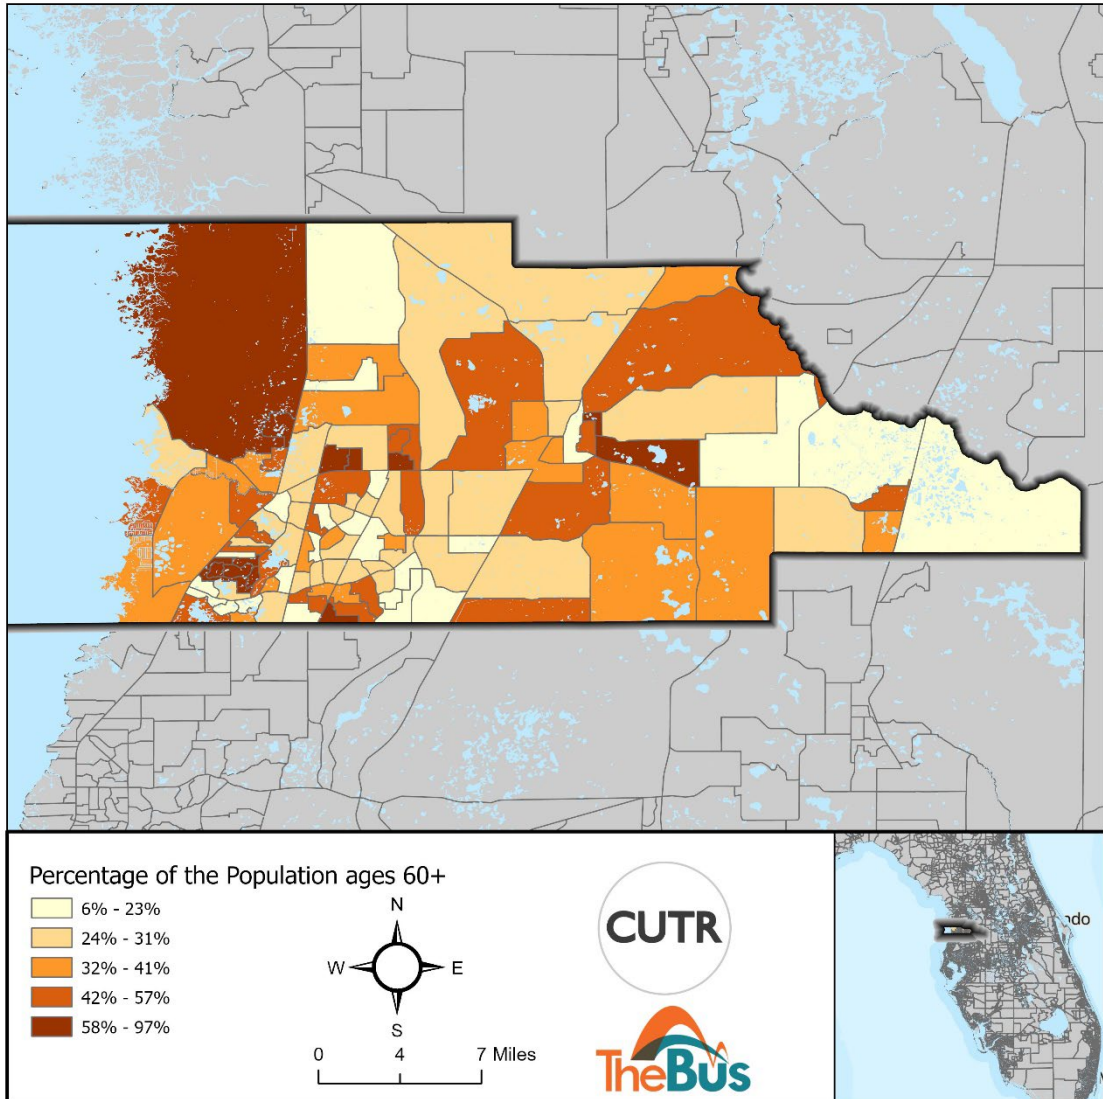 Percentage of the Population ages 60+
6% - 23%
24% - 31%
32% - 41%
42% - 57%
58% - 97%
N
W
E
S
0 4 7 Miles
CUTR
TheBus
ndo